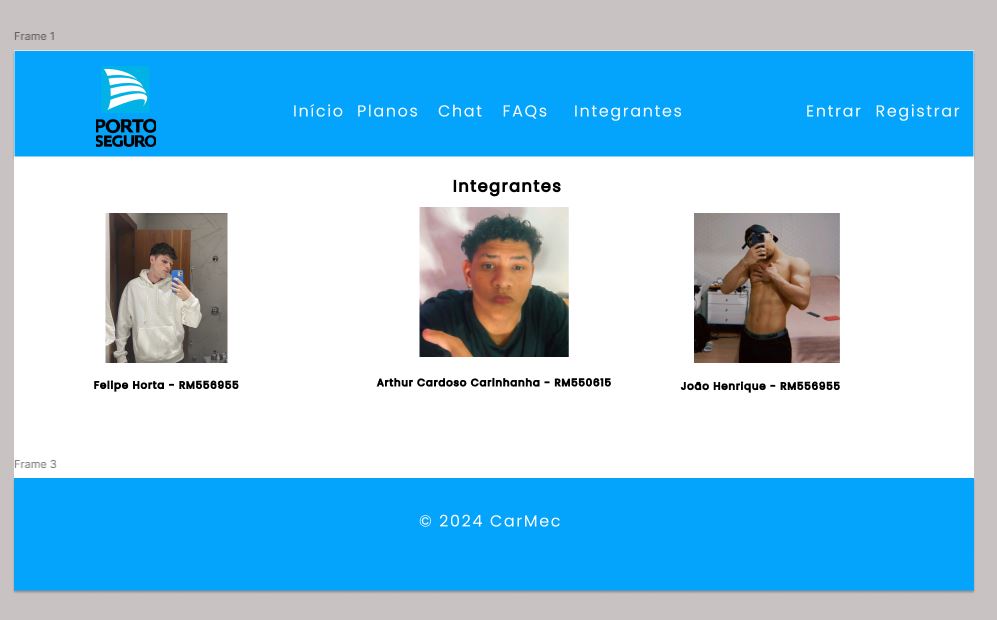 Frame 1
PORTO
SEGURO
Início Planos Chat FAQs Integrantes Entrar Registrar
Integrantes
Felipe Horta - RM556955
Arthur Cardoso Carinhanha - RM550615
João Henrique - RM556955
Frame 3
© 2024 CarMec